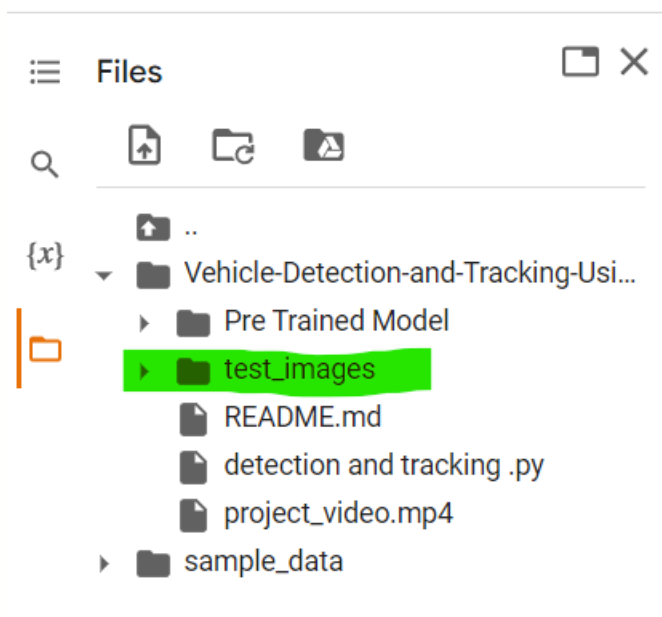 Files
..
{x}
Vehicle-Detection-and-Tracking-Usi...
Pre Trained Model
test_images
README.md
detection and tracking .py
project_video.mp4
sample_data